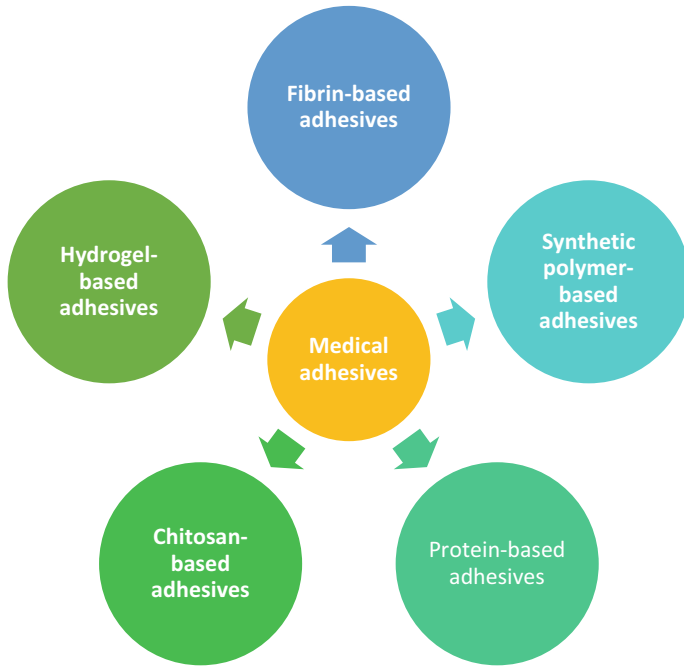 Fibrin-based
adhesives
Synthetic
polymer-
based
adhesives
Hydrogel-
based
adhesives
Medical
adhesives
Chitosan-
based
adhesives
Protein-based
adhesives